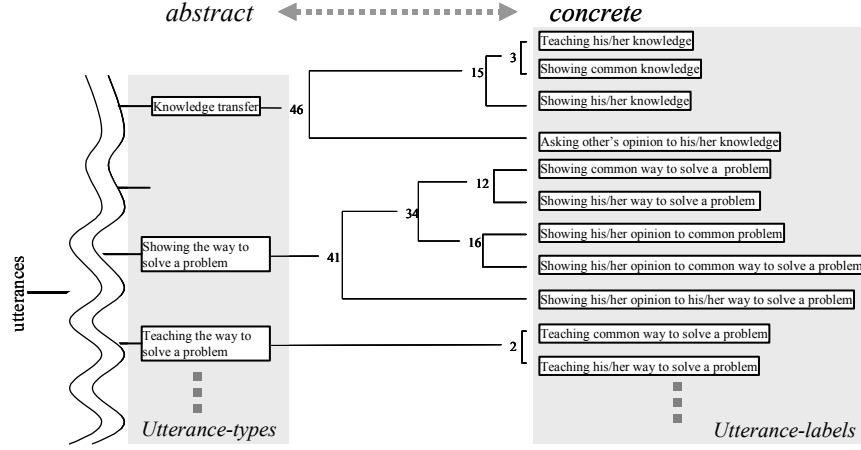 abstract
concrete
Teaching his/her knowledge
3
Showing common knowledge
15
Showing his/her knowledge
Knowledge transfer
46
Asking other's opinion to his/her knowledge
Showing common way to solve a problem
12
Showing his/her way to solve a problem
34
Showing his/her opinion to common problem
16
Showing the way to
solve a problem
41
Showing his/her opinion to common way to solve a problem
Showing his/her opinion to his/her way to solve a problem
utterances
Teaching the way to
solve a problem
2
Teaching common way to solve a problem
Teaching his/her way to solve a problem
Utterance-types
Utterance-labels